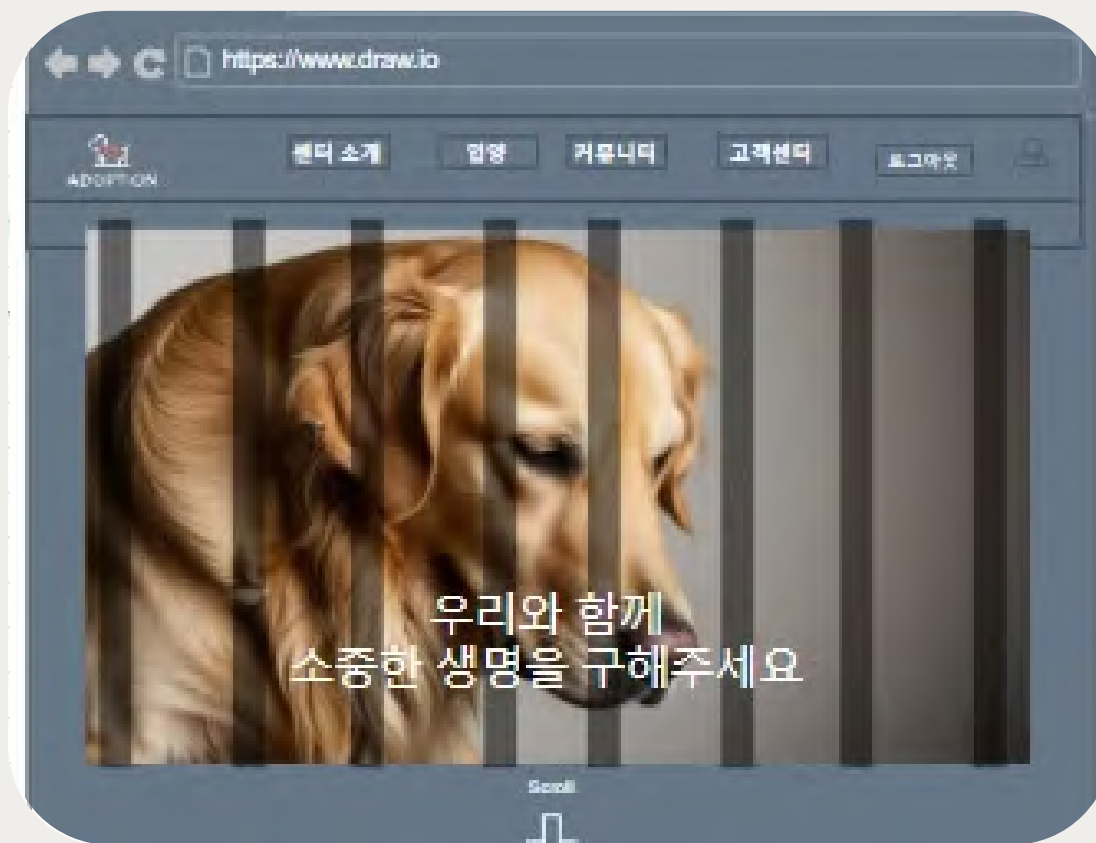 https://www.draw.io
ADOPTION
센터 소개
입양
커뮤니티
고객센터
로그아웃
우리와 함께
소중한 생명을 구해주세요
Scroll